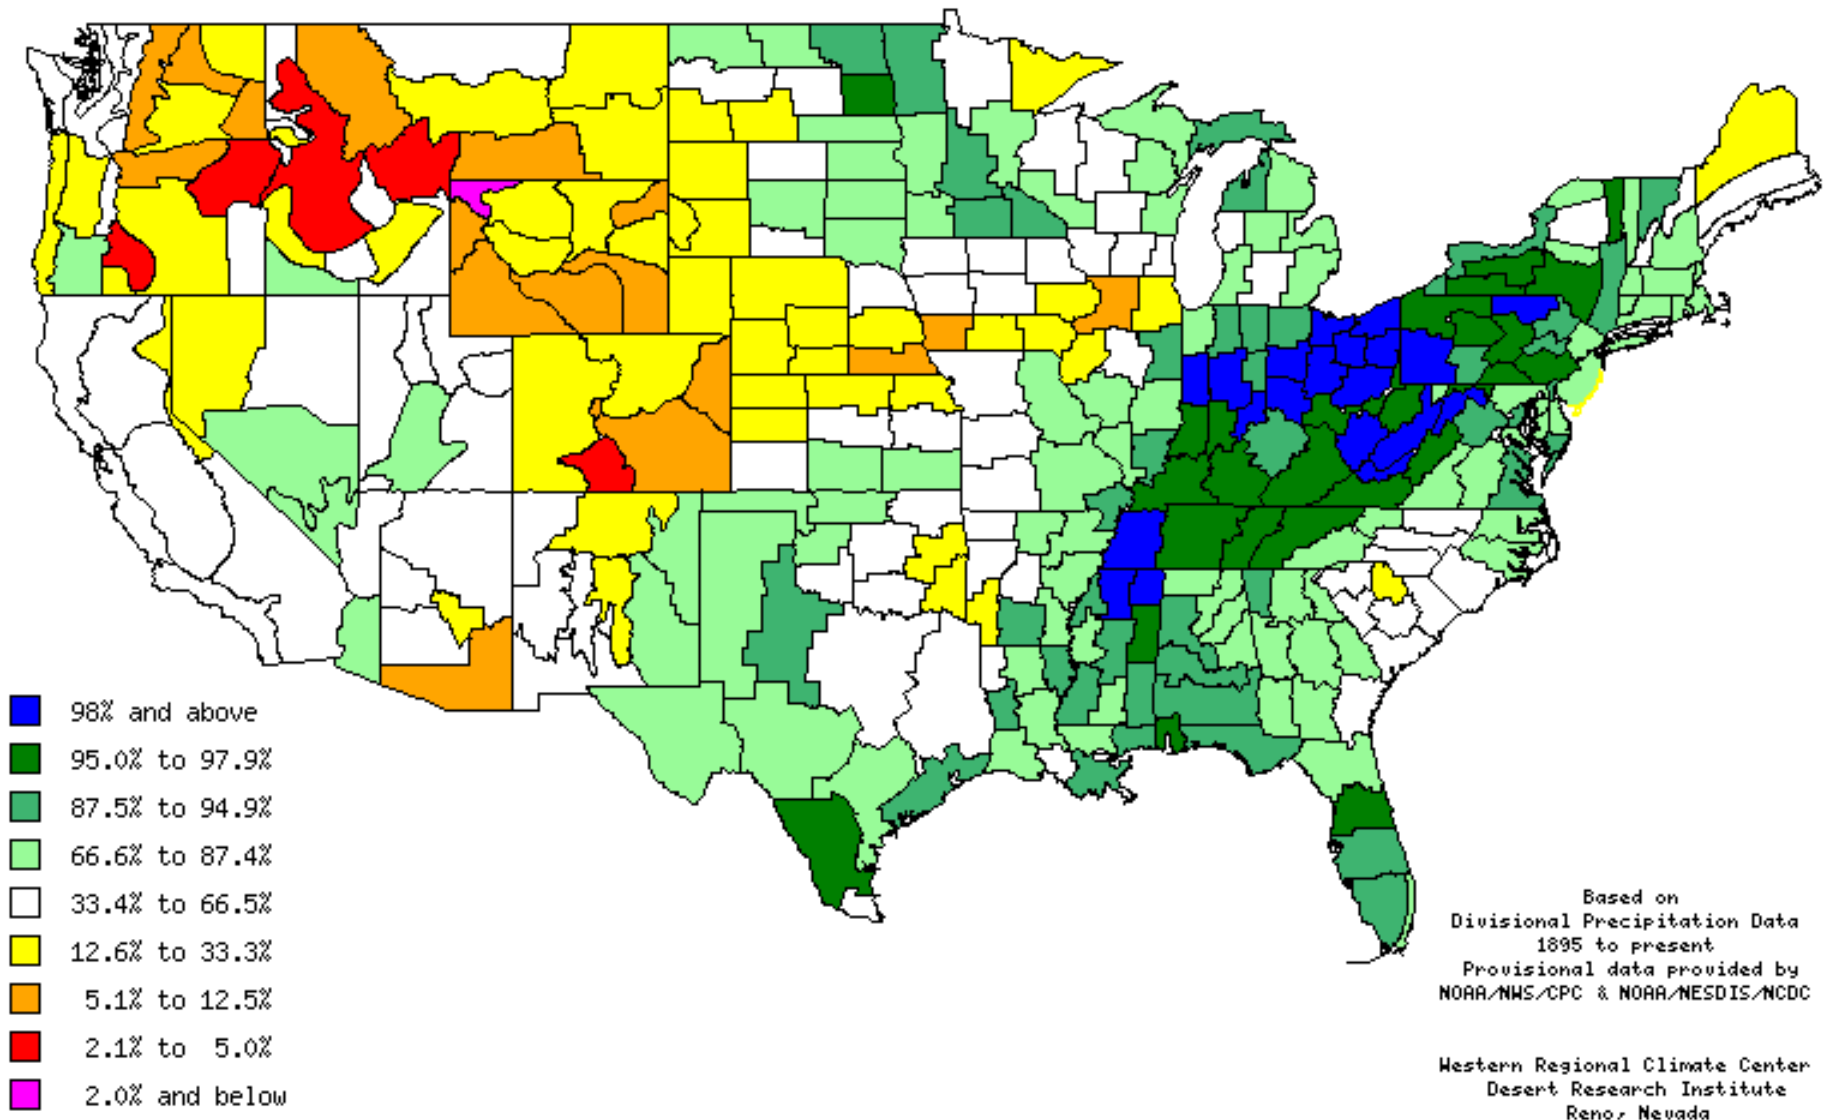 98% and above
95.0% to 97.9%
87.5% to 94.9%
66.6% to 87.4%
33.4% to 66.5%
12.6% to 33.3%
5.1% to 12.5%
2.1% to 5.0%
2.0% and below
Based on
Divisional Precipitation Data
1895 to present
Provisional data provided by
NOAA/NWS/CPC & NOAA/NESDIS/NCDC
Western Regional Climate Center
Desert Research Institute
Reno, Nevada